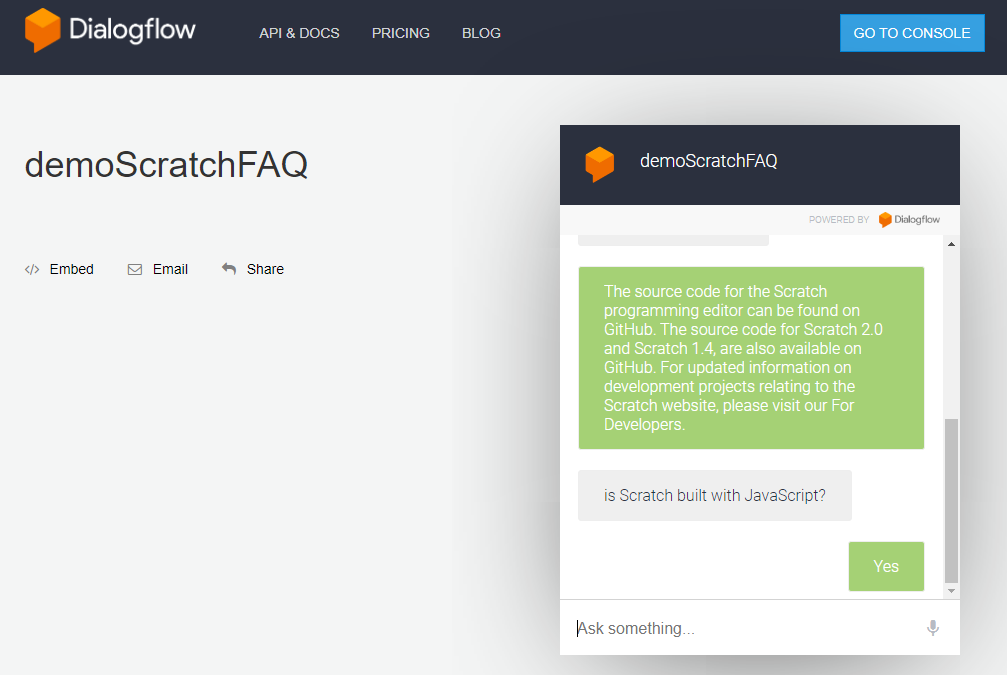 Dialogflow
API & DOCS
PRICING
BLOG
GO TO CONSOLE
demoScratchFAQ
</> Embed
Email
Share
demoScratchFAQ
POWERED BY Dialogflow
The source code for the Scratch
programming editor can be found on
GitHub. The source code for Scratch 2.0
and Scratch 1.4, are also available on
GitHub. For updated information on
development projects relating to the
Scratch website, please visit our For
Developers.
is Scratch built with JavaScript?
Yes
Ask something...